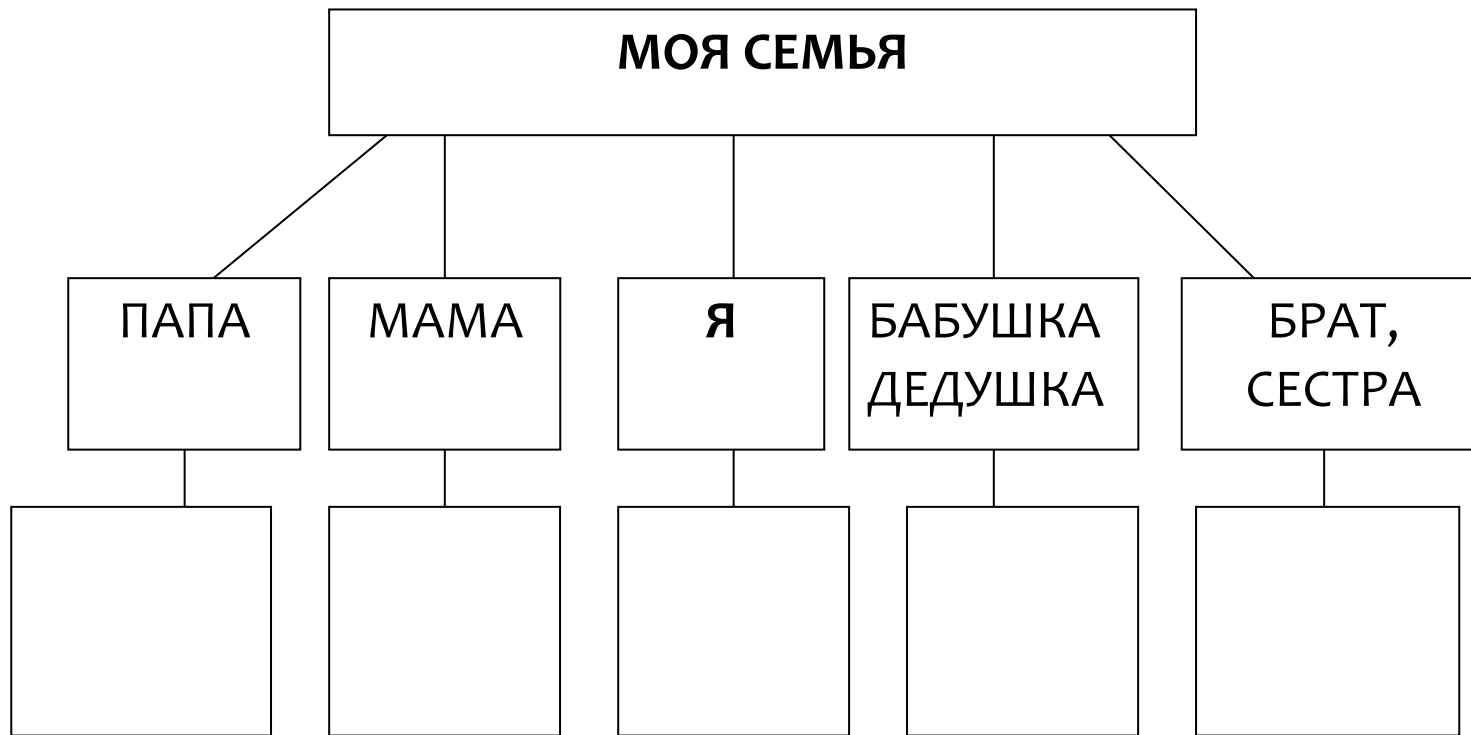 МОЯ СЕМЬЯ
ПАПА
МАМА
Я
БАБУШКА
ДЕДУШКА
БРАТ,
СЕСТРА